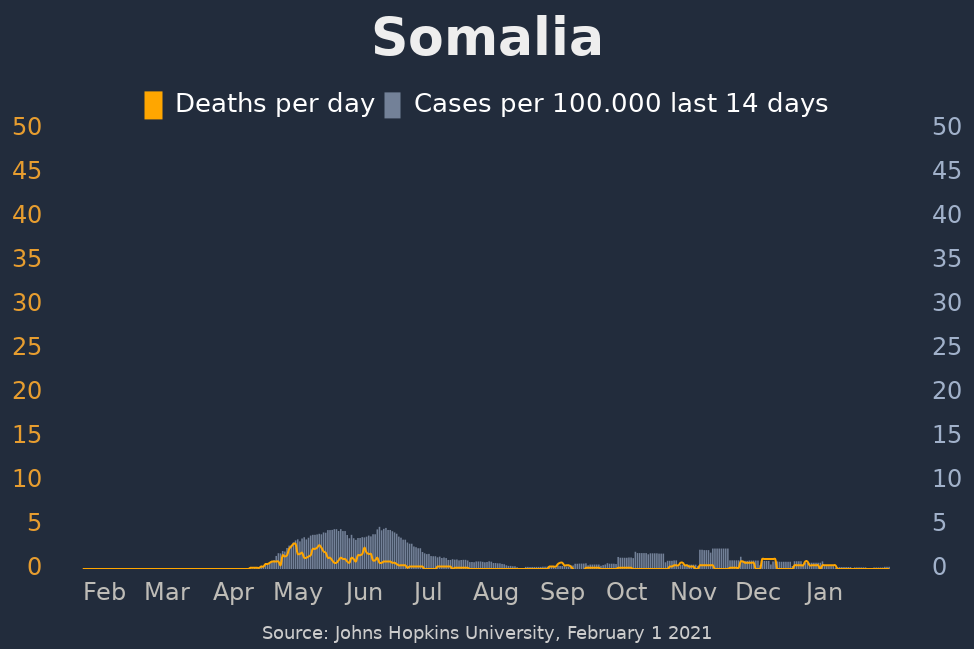 Somalia
Deaths per day Cases per 100.000 last 14 days
50 50
45 45
40 40
35 35
30 30
25 25
20 20
15 15
10 10
5 5
0 0
Feb Mar Apr May Jun Jul Aug Sep Oct Nov Dec Jan
Source: Johns Hopkins University, February 1 2021